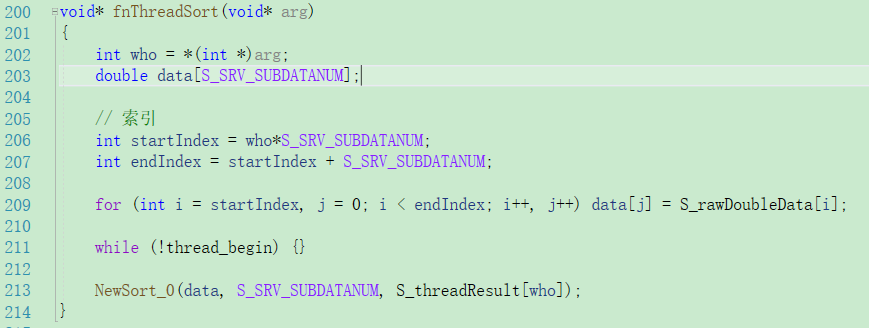 200 void* fnThreadSort(void* arg)
201 {
202 int who = *(int *)arg;
203 double data[S_SRV_SUBDATANUM];
204
205 // 索引
206 int startIndex = who*S_SRV_SUBDATANUM;
207 int endIndex = startIndex + S_SRV_SUBDATANUM;
208
209 for (int i = startIndex, j = 0; i < endIndex; i++, j++) data[j] = S_rawDoubleData[i];
210
211 while (!thread_begin) {}
212
213 NewSort_0(data, S_SRV_SUBDATANUM, S_threadResult[who]);
214 }